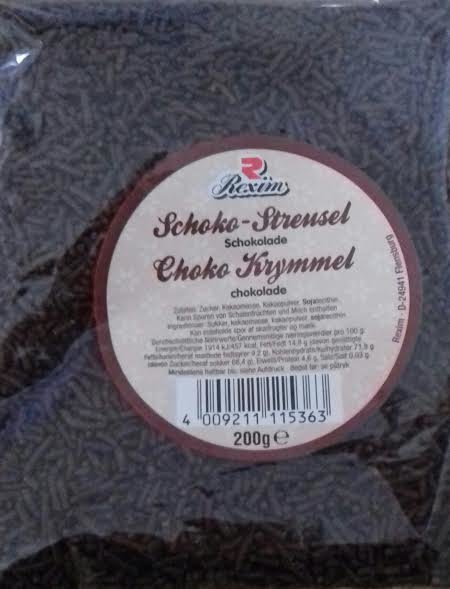 R
Rexim
Schoko-Streusel
Schokolade
Choko Krymmel
chokolade
Zutaten: Zucker, Kakaomasse, Kakaopulver, Sojalecithin.
Kann Spuren von Schalenfrüchten und Milch enthalten
Ingredienser: Sukker, kakaomasse, kakaopulver, sojalecithin.
Kan indeholde spor af skalfrugter og mælk.
Durchschnittliche Nährwerte/Gennemsnitlige næringsværdier pro 100 g:
Energie/Energie 1914 kJ/457 kcal, Fett/Fedt 14,8 g (davon gesättigte
Fettsäuren/heraf mættede fedtsyrer 9,2 g), Kohlenhydrate/Kulhydrater 71,9 g
(davon Zucker/heraf sukker 68,4 g), Eiweiß/Protein 4,6 g, Salz/Salt 0,03 g.
Mindestens haltbar bis: siehe Aufdruck
4 009211 115363
200g ℮
Rexim · D-24941 Flensburg